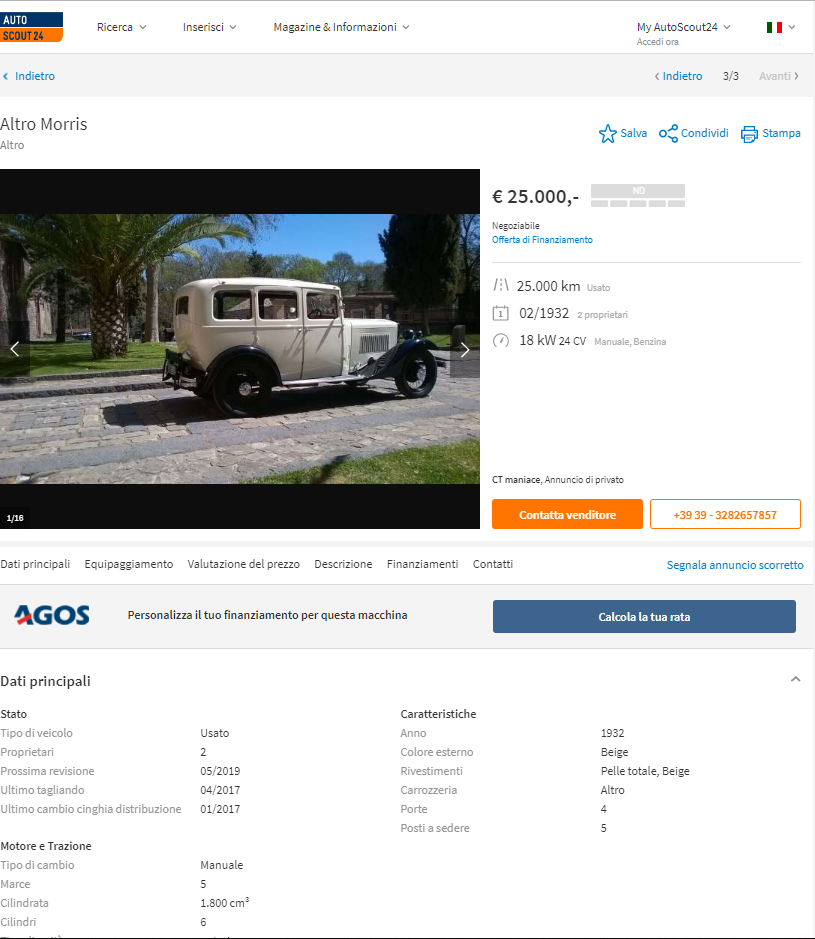 AUTO
SCOUT 24
Ricerca
Inserisci
Magazine & Informazioni
My AutoScout24
Accedi ora
Indietro
Indietro 3/3 Avanti
Altro Morris
Altro
Salva Condividi Stampa
€ 25.000,-
ND
Negoziabile
Offerta di Finanziamento
25.000 km Usato
02/1932 2 proprietari
18 kW 24 CV Manuale, Benzina
CT maniace, Annuncio di privato
Contatta venditore
+39 39 - 3282657857
1/16
Dati principali Equipaggiamento Valutazione del prezzo Descrizione Finanziamenti Contatti
Segnala annuncio scorretto
AGOS
Personalizza il tuo finanziamento per questa macchina
Calcola la tua rata
Dati principali
Stato
Tipo di veicolo Usato
Proprietari 2
Prossima revisione 05/2019
Ultimo tagliando 04/2017
Ultimo cambio cinghia distribuzione 01/2017
Caratteristiche
Anno 1932
Colore esterno Beige
Rivestimenti Pelle totale, Beige
Carrozzeria Altro
Porte 4
Posti a sedere 5
Motore e Trazione
Tipo di cambio Manuale
Marce 5
Cilindrata 1.800 cm³
Cilindri 6